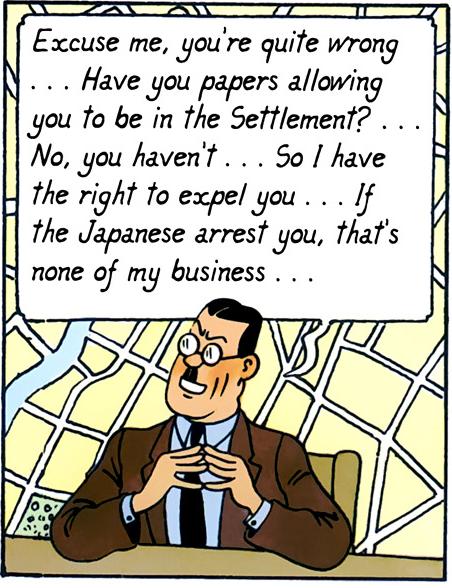 Excuse me, you're quite wrong
. . . Have you papers allowing
you to be in the Settlement? . . .
No, you haven't . . . So I have
the right to expel you . . . If
the Japanese arrest you, that's
none of my business . . .